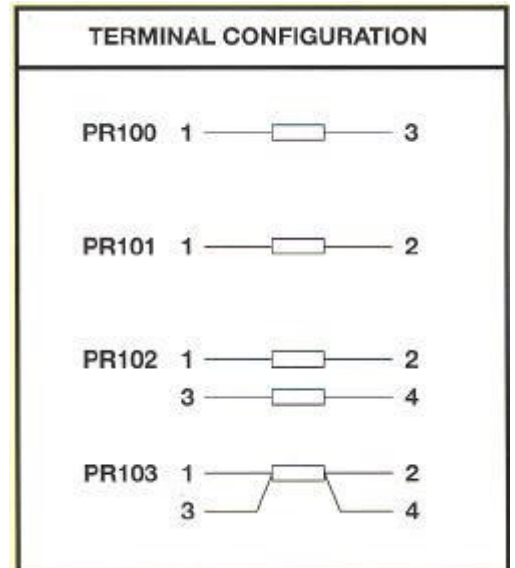 TERMINAL CONFIGURATION
PR100 1 3
PR101 1 2
PR102 1 2
3 4
PR103 1 2
3 4